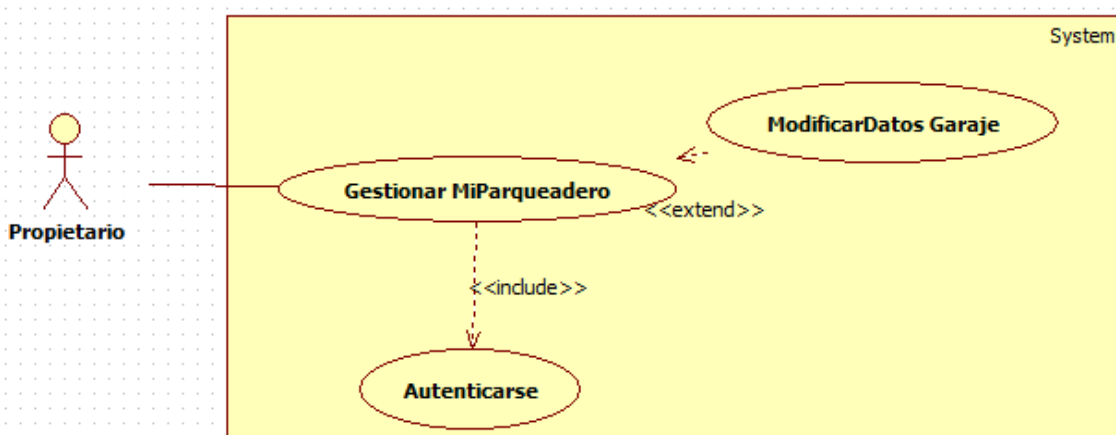 System
ModificarDatos Garaje
Gestionar MiParqueadero
<<extend>>
Propietario
<<include>>
Autenticarse